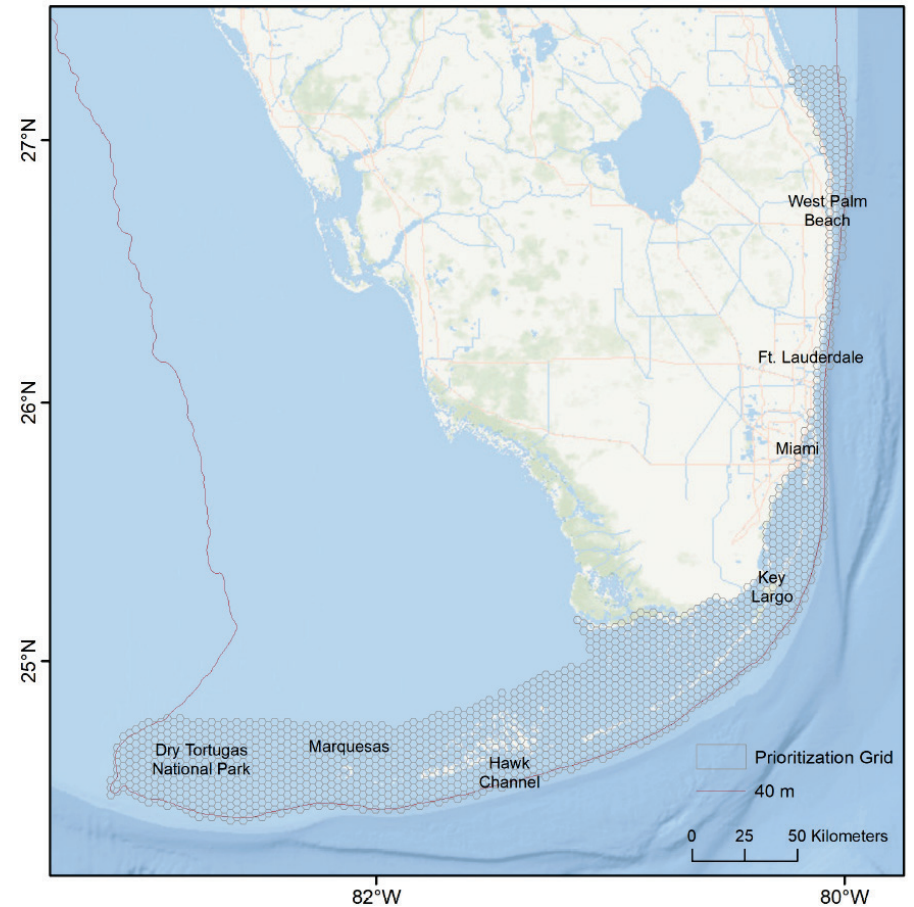 27°N
West Palm
Beach
Ft. Lauderdale
26°N
Miami
Key
Largo
25°N
Dry Tortugas
National Park
Marquesas
Hawk
Channel
Prioritization Grid
40 m
0 25 50 Kilometers
82°W 80°W